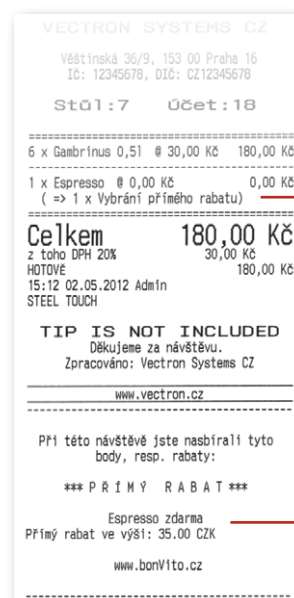 VECTRON SYSTEMS CZ
Věštínská 36/9, 153 00 Praha 16
IČ: 12345678, DIČ: CZ12345678
Stůl:7 Účet:18
6 x Gambrinus 0,5l @ 30,00 Kč 180,00 Kč
1 x Espresso @ 0,00 Kč 0,00 Kč
( => 1 x Vybrání přímého rabatu)
Celkem 180,00 Kč
z toho DPH 20% 30,00 Kč
HOTOVĚ 180,00 Kč
15:12 02.05.2012 Admin
STEEL TOUCH
TIP IS NOT INCLUDED
Děkujeme za návštěvu.
Zpracováno: Vectron Systems CZ
www.vectron.cz
Při této návštěvě jste nasbírali tyto
body, resp. rabaty:
*** P Ř Í M Ý R A B A T ***
Espresso zdarma
Přímý rabat ve výši: 35.00 CZK
www.bonVito.cz